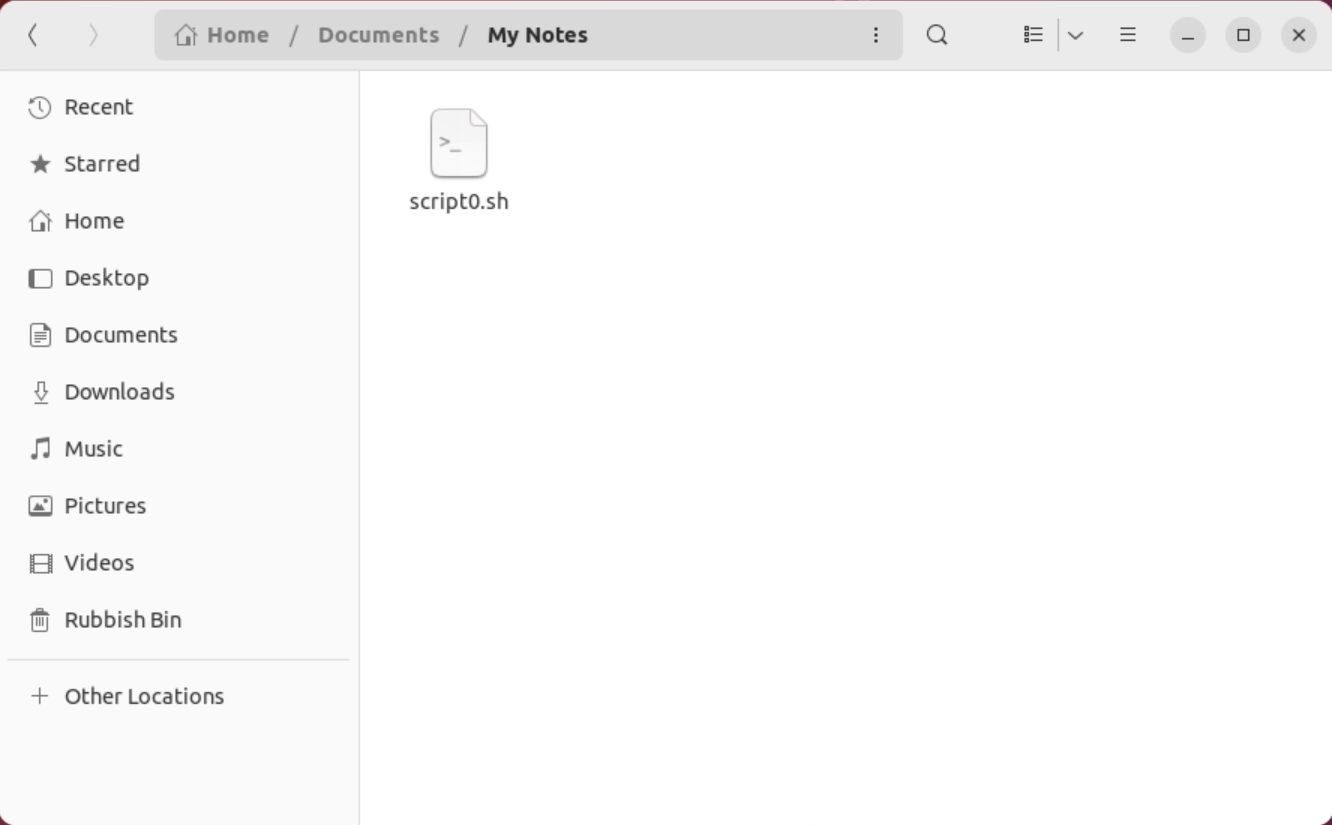 Home / Documents / My Notes
Recent
Starred
Home
Desktop
Documents
Downloads
Music
Pictures
Videos
Rubbish Bin
Other Locations
>_
script0.sh